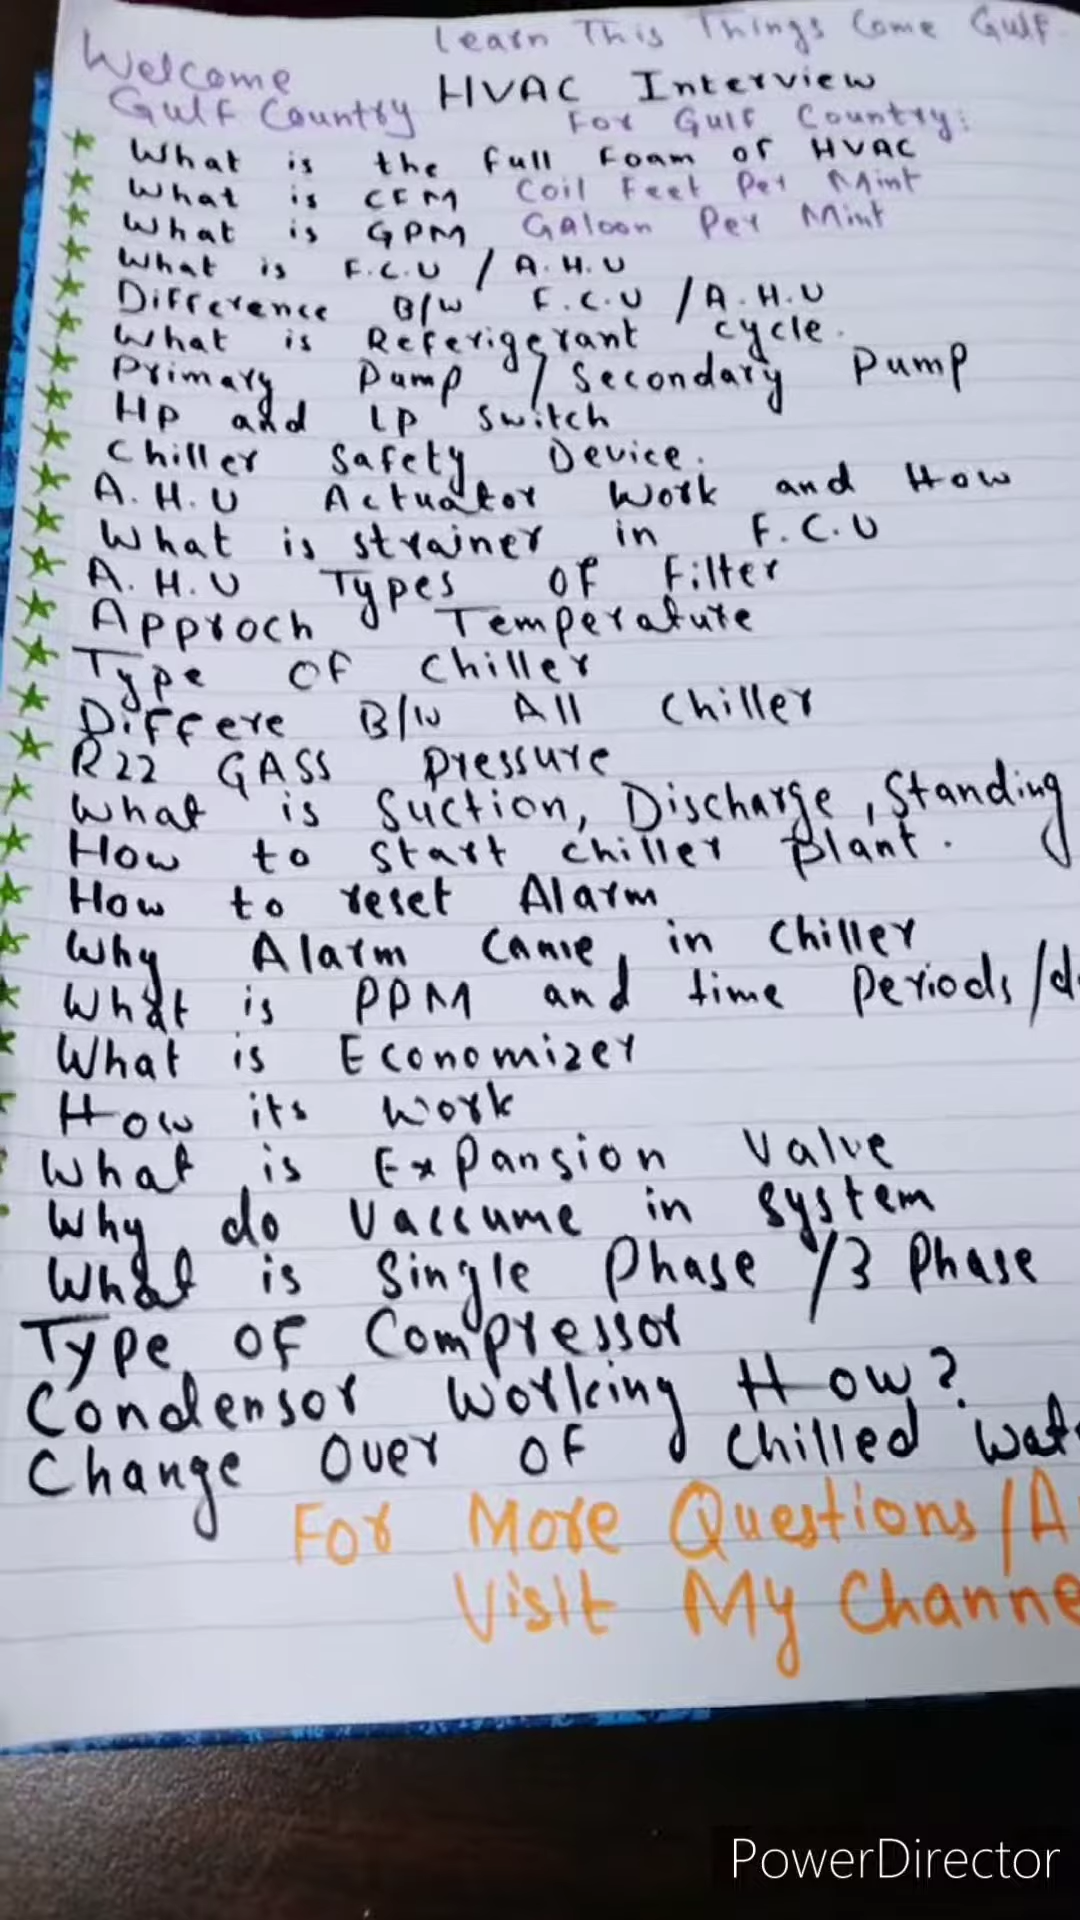 Learn This Things Come Gulf
Welcome
HVAC Interview
Gulf Country
For Gulf Country:
What is the full Foam of HVAC
What is CFM Coil Feet Per Mint
What is GPM Galoon Per Mint
What is F.C.U / A.H.U
Difference B/w F.C.U / A.H.U
What is Referigerant cycle.
Primary Pump / Secondary Pump
HP and LP Switch
Chiller Safety Device.
A.H.U Actuator Work and How
What is strainer in F.C.U
A.H.U Types of Filter
Approch Temperature
Type of Chiller
Differe B/w All Chiller
R22 GASS Pressure
What is Suction, Discharge, Standing
How to Start Chiller plant.
How to reset Alarm
Why Alarm Came in Chiller
What is PPM and time Periods/d
What is Economizer
How its work
What is Expansion Valve
Why do Vaccume in system
What is Single Phase / 3 Phase
Type of Compressor
Condensor Working How?
Change Over of Chilled Wat
For More Questions/A
Visit My Channe
PowerDirector